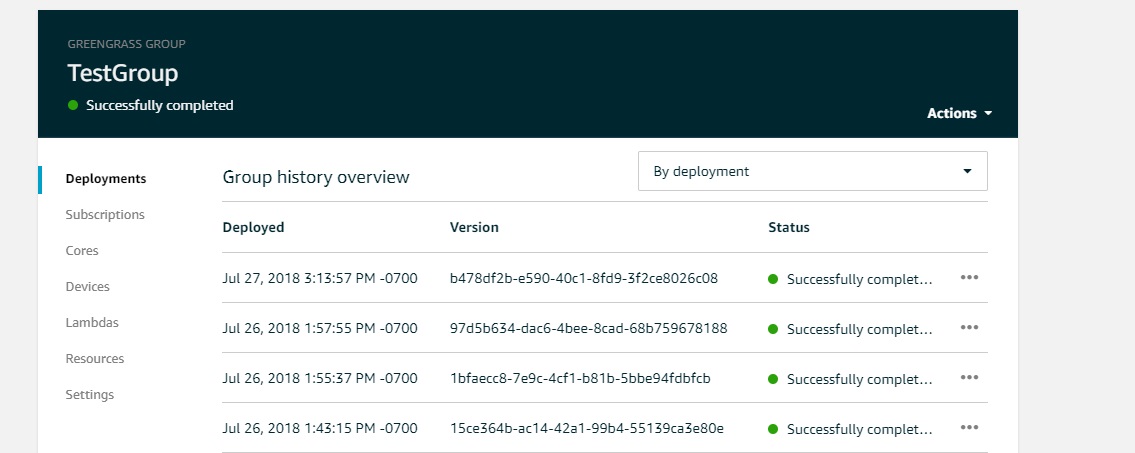 GREENGRASS GROUP
TestGroup
Successfully completed
Actions
Deployments
Subscriptions
Cores
Devices
Lambdas
Resources
Settings
Group history overview
By deployment
Deployed Version Status
Jul 27, 2018 3:13:57 PM -0700 b478df2b-e590-40c1-8fd9-3f2ce8026c08 Successfully complet...
Jul 26, 2018 1:57:55 PM -0700 97d5b634-dac6-4bee-8cad-68b759678188 Successfully complet...
Jul 26, 2018 1:55:37 PM -0700 1bfaecc8-7e9c-4cf1-b81b-5bbe94fdbfcb Successfully complet...
Jul 26, 2018 1:43:15 PM -0700 15ce364b-ac14-42a1-99b4-55139ca3e80e Successfully complet...